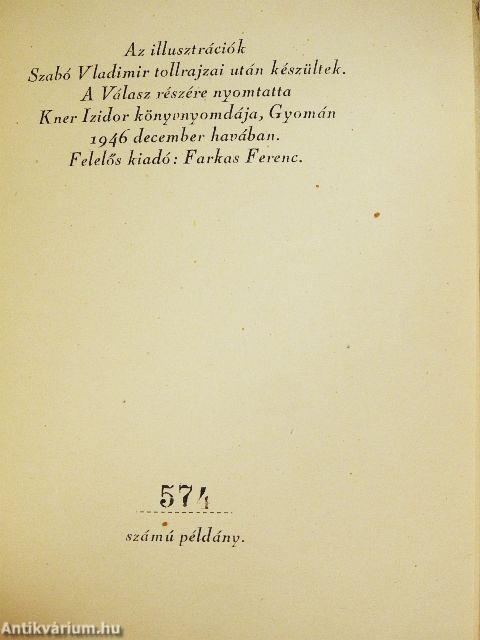 Az illusztrációk
Szabó Vladimir tollrajzai után készültek.
A Válasz részére nyomtatta
Kner Izidor könyvnyomdája, Gyomán
1946 december havában.
Felelős kiadó: Farkas Ferenc.
574
számú példány.
Antikvárium.hu